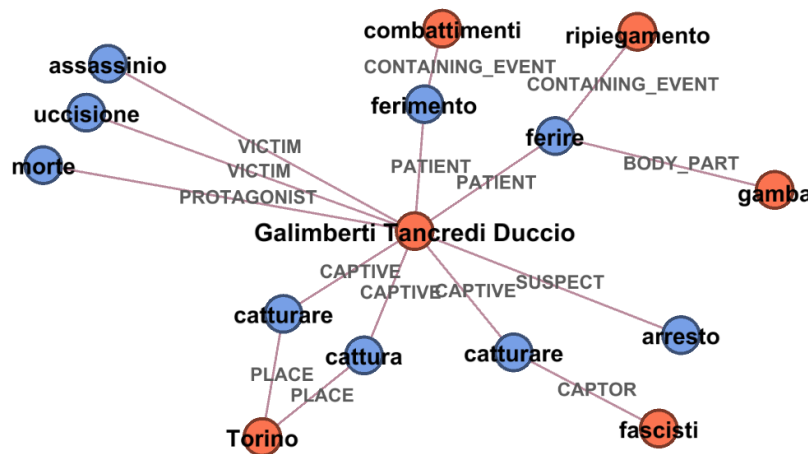 combattimenti
ripiegamento
assassinio
CONTAINING_EVENT
CONTAINING_EVENT
uccisione
ferimento
ferire
VICTIM
morte
VICTIM
PATIENT
PATIENT
BODY_PART
PROTAGONIST
gamba
Galimberti Tancredi Duccio
CAPTIVE
CAPTIVE
CAPTIVE
SUSPECT
catturare
cattura
catturare
arresto
PLACE
PLACE
CAPTOR
Torino
fascisti